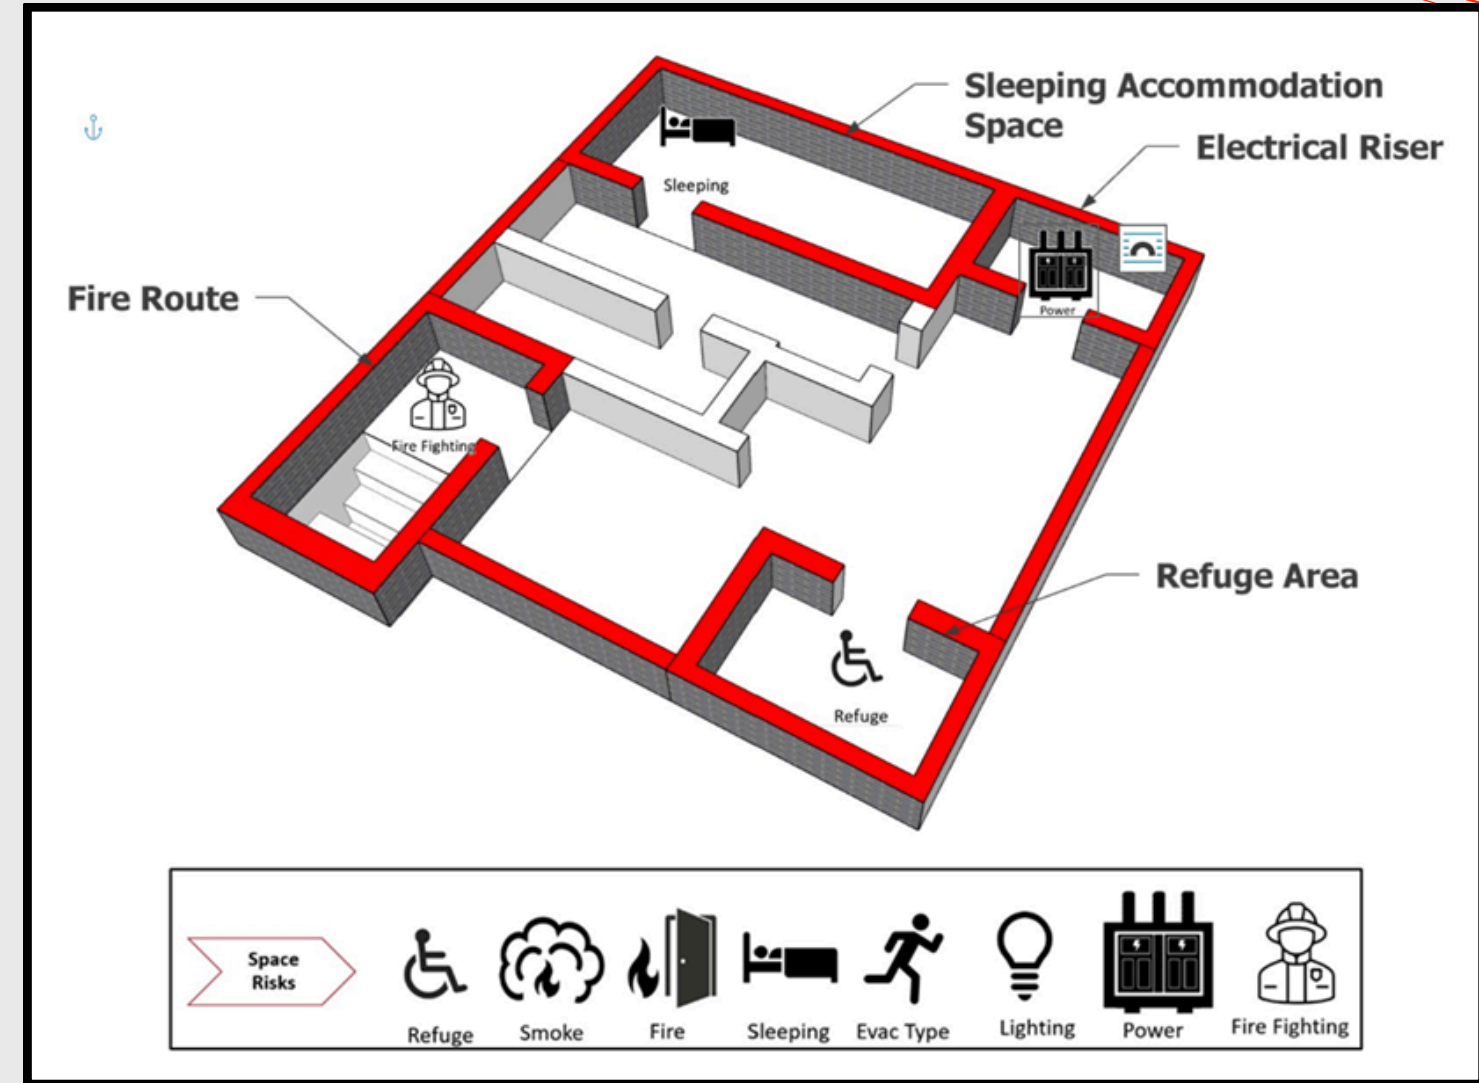 Sleeping Accommodation
Space
Electrical Riser
Sleeping
Fire Route
Power
Fire Fighting
Refuge Area
Refuge
Space
Risks
Refuge
Smoke
Fire
Sleeping
Evac Type
Lighting
Power
Fire Fighting